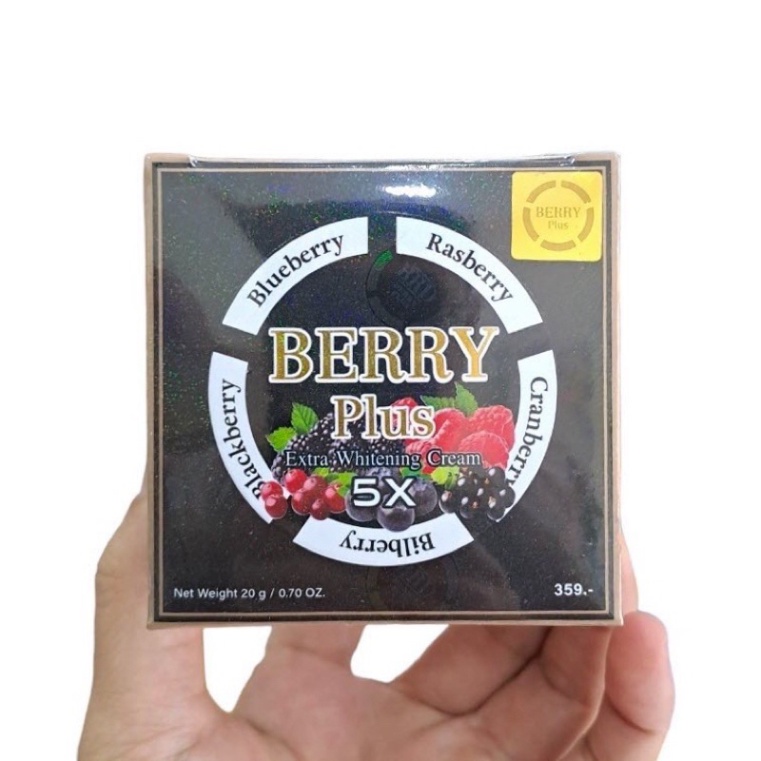 BERRY
Plus
Blueberry
Rasberry
BERRY
Plus
Blackberry
Cranberry
Extra Whitening Cream
5X
Bilberry
Net Weight 20 g / 0.70 OZ.
359.-